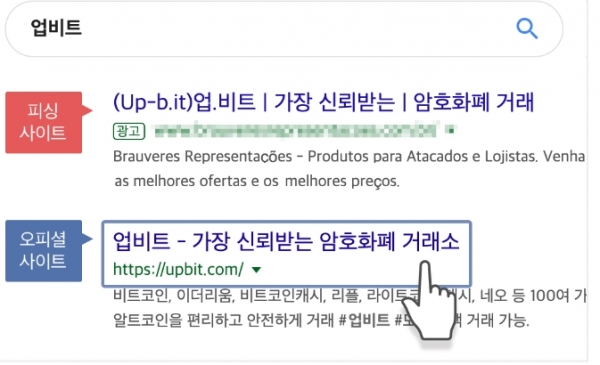 업비트
피싱
사이트
(Up-b.it)업.비트 | 가장 신뢰받는 | 암호화폐 거래
광고
Brauveres Representações - Produtos para Atacados e Lojistas. Venha
as melhores ofertas e os melhores preços.
오피셜
사이트
업비트 - 가장 신뢰받는 암호화폐 거래소
https://upbit.com/
비트코인, 이더리움, 비트코인캐시, 리플, 라이트 시, 네오 등 100여 가
알트코인을 편리하고 안전하게 거래 #업비트 거래 가능.